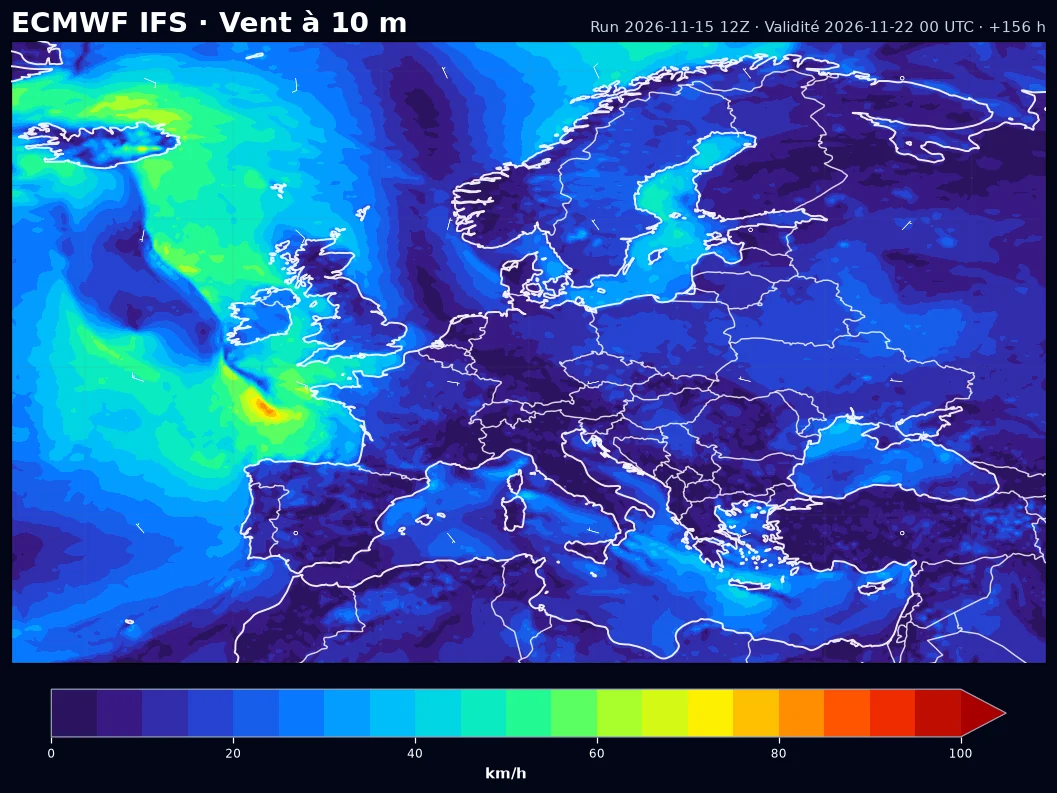 ECMWF IFS · Vent à 10 m
Run 2026-11-15 12Z · Validité 2026-11-22 00 UTC · +156 h
0 20 40 60 80 100
km/h